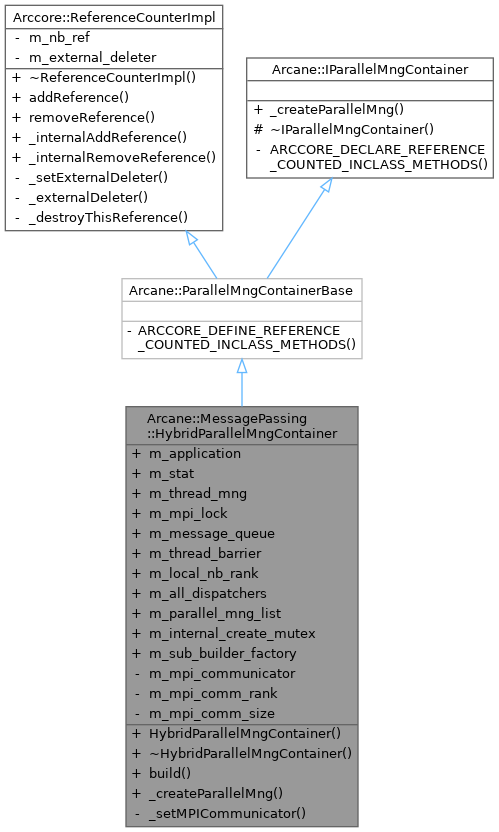 Arccore::ReferenceCounterImpl
- m_nb_ref
- m_external_deleter
+ ~ReferenceCounterImpl()
+ addReference()
+ removeReference()
+ _internalAddReference()
+ _internalRemoveReference()
- _setExternalDeleter()
- _externalDeleter()
- _destroyThisReference()
Arcane::IParallelMngContainer
+ _createParallelMng()
# ~IParallelMngContainer()
- ARCCORE_DECLARE_REFERENCE
_COUNTED_INCLASS_METHODS()
Arcane::ParallelMngContainerBase
- ARCCORE_DEFINE_REFERENCE
_COUNTED_INCLASS_METHODS()
Arcane::MessagePassing
::HybridParallelMngContainer
+ m_application
+ m_stat
+ m_thread_mng
+ m_mpi_lock
+ m_message_queue
+ m_thread_barrier
+ m_local_nb_rank
+ m_all_dispatchers
+ m_parallel_mng_list
+ m_internal_create_mutex
+ m_sub_builder_factory
- m_mpi_communicator
- m_mpi_comm_rank
- m_mpi_comm_size
+ HybridParallelMngContainer()
+ ~HybridParallelMngContainer()
+ build()
+ _createParallelMng()
- _setMPICommunicator()